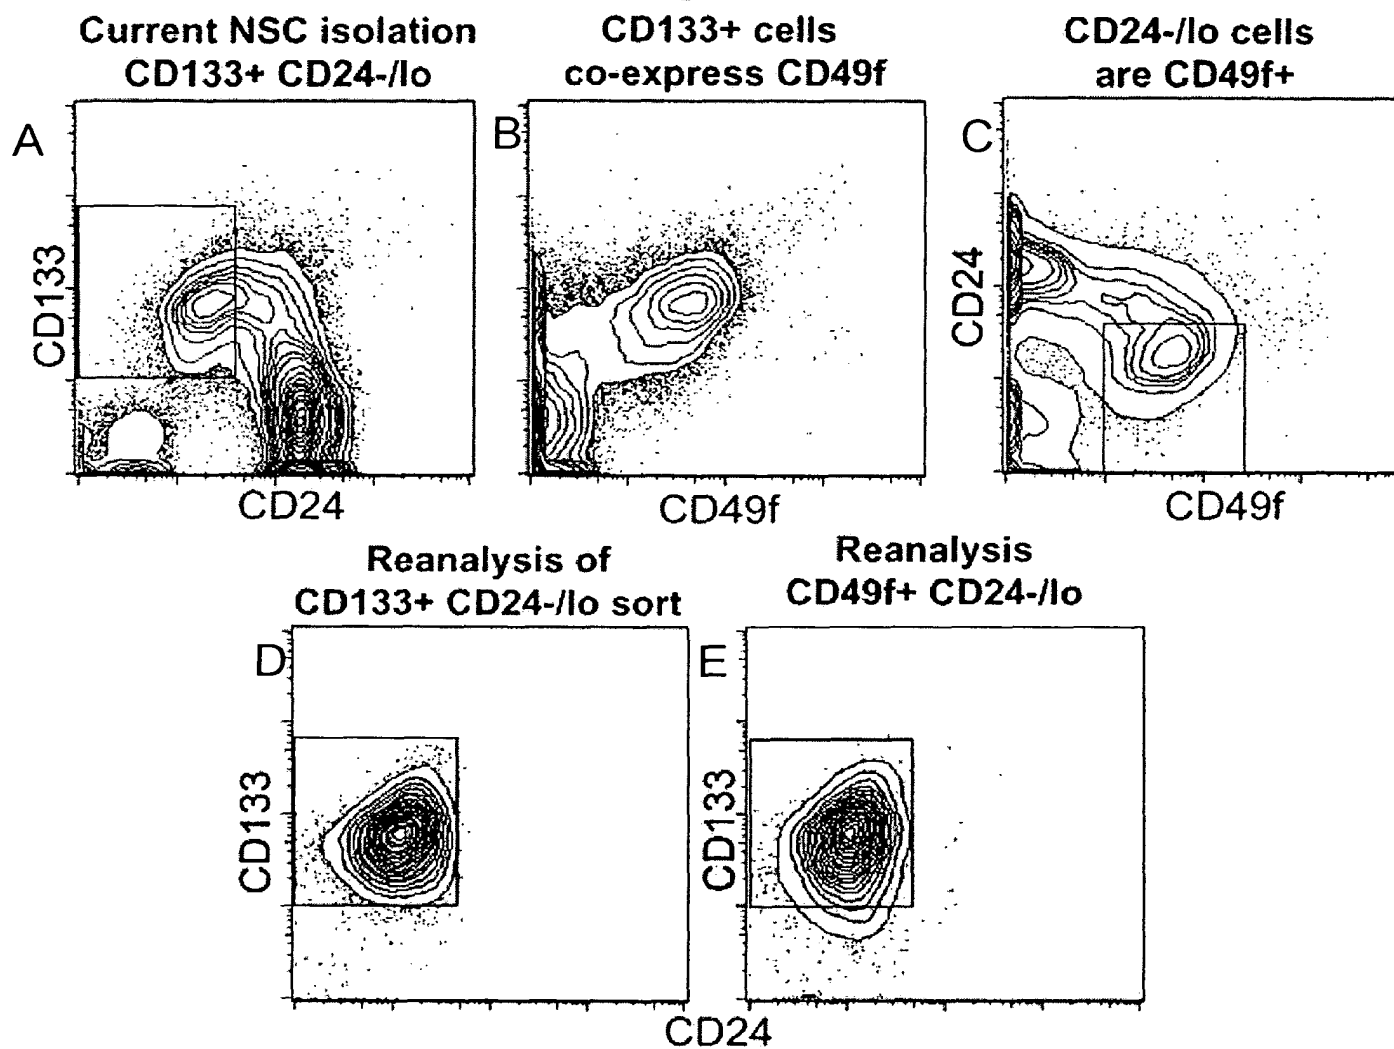 Current NSC isolation
CD133+ CD24-/lo
CD133+ cells
co-express CD49f
CD24-/lo cells
are CD49f+
A
B
C
CD133
CD24
CD24
CD49f
CD49f
Reanalysis of
CD133+ CD24-/lo sort
Reanalysis
CD49f+ CD24-/lo
D
E
CD133
CD133
CD24